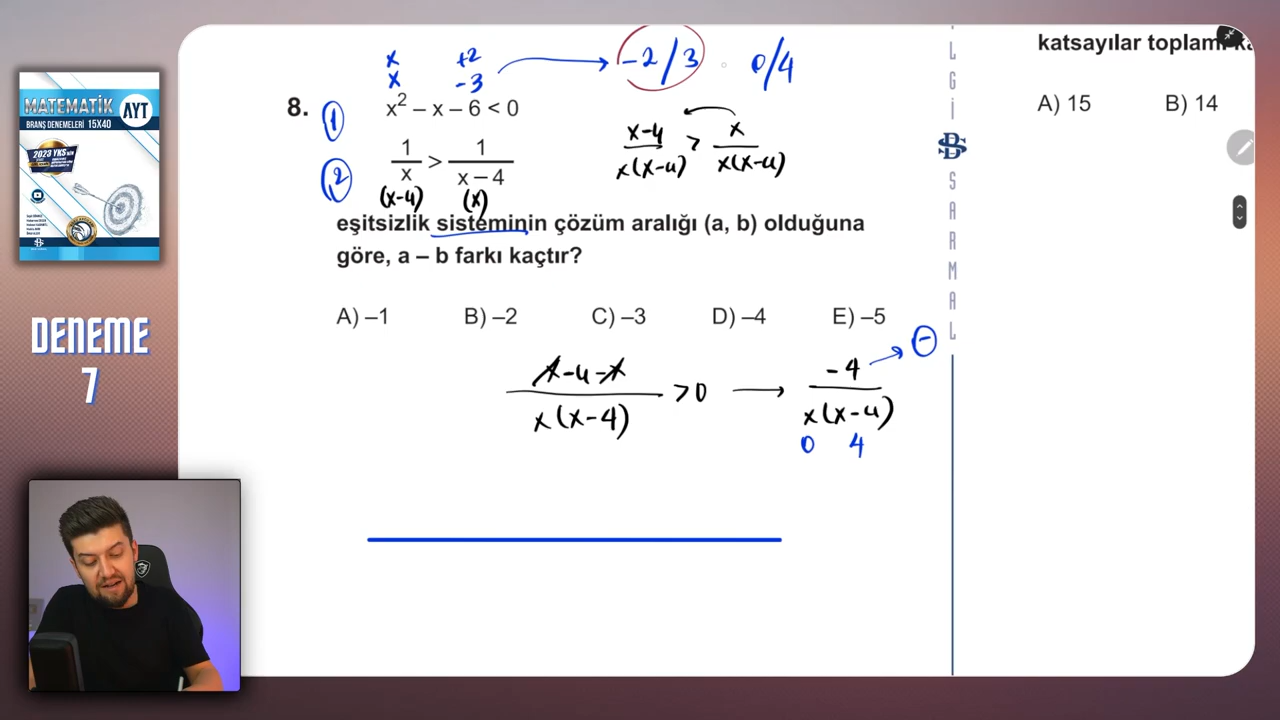 MATEMATİK AYT
BRANŞ DENEMELERİ 15X40
2023 YKS'NİN
DENEME
7
x +2
x -3
-2/3 0/4
8. ① x² – x – 6 < 0
② 1/x > 1/(x – 4)
(x-4) (x)
(x-4)/(x(x-4)) > x/(x(x-4))
eşitsizlik sisteminin çözüm aralığı (a, b) olduğuna
göre, a – b farkı kaçtır?
A) –1 B) –2 C) –3 D) –4 E) –5
(x-4-x)/(x(x-4)) >0 → -4/(x(x-4)) → ⊖
0 4
L
G
İ
S
A
R
M
A
L
katsayılar toplamı
A) 15 B) 14